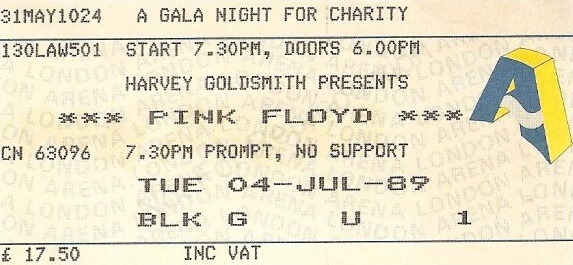 31MAY1024 A GALA NIGHT FOR CHARITY
130LAW501 START 7.30PM, DOORS 6.00PM
HARVEY GOLDSMITH PRESENTS
*** PINK FLOYD ***
CN 63096 7.30PM PROMPT, NO SUPPORT
TUE 04-JUL-89
BLK G U 1
£ 17.50 INC VAT